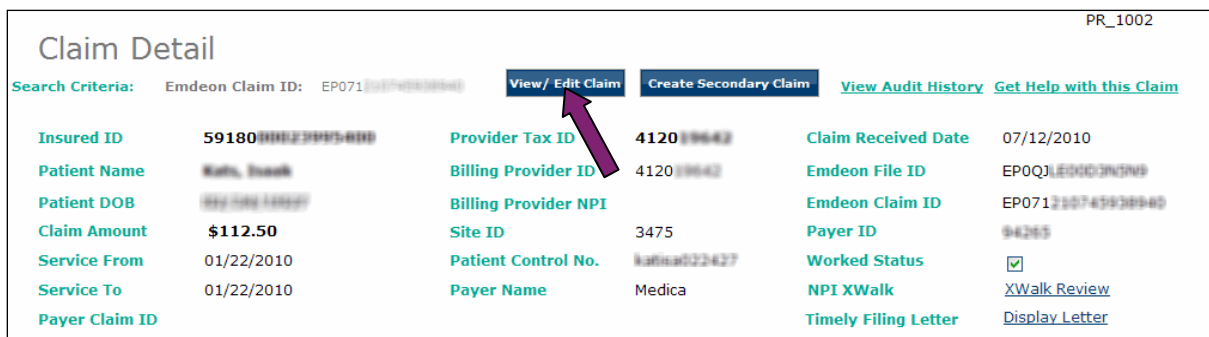 PR_1002
Claim Detail
Search Criteria: Emdeon Claim ID: EP071 View/ Edit Claim Create Secondary Claim View Audit History Get Help with this Claim
Insured ID 59180 Provider Tax ID 4120 Claim Received Date 07/12/2010
Patient Name Billing Provider ID 4120 Emdeon File ID EP0QJ
Patient DOB Billing Provider NPI Emdeon Claim ID EP071
Claim Amount $112.50 Site ID 3475 Payer ID
Service From 01/22/2010 Patient Control No. Worked Status
Service To 01/22/2010 Payer Name Medica NPI XWalk XWalk Review
Payer Claim ID Timely Filing Letter Display Letter